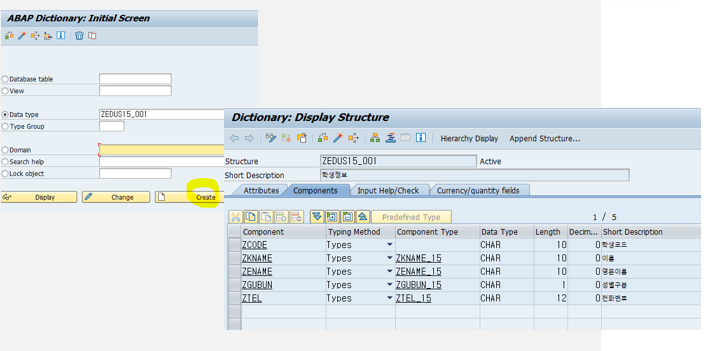 ABAP Dictionary: Initial Screen
Database table
View
Data type ZEDUS15_001
Type Group
Domain
Search help
Lock object
Display Change Create
Dictionary: Display Structure
Hierarchy Display Append Structure...
Structure ZEDUS15_001 Active
Short Description 학생정보
Attributes Components Input Help/Check Currency/quantity fields
Predefined Type 1 / 5
Component Typing Method Component Type Data Type Length Decim... Short Description
ZCODE Types CHAR 10 0 학생코드
ZKNAME Types ZKNAME_15 CHAR 10 0 이름
ZENAME Types ZENAME_15 CHAR 10 0 영문이름
ZGUBUN Types ZGUBUN_15 CHAR 1 0 성별구분
ZTEL Types ZTEL_15 CHAR 12 0 전화번호